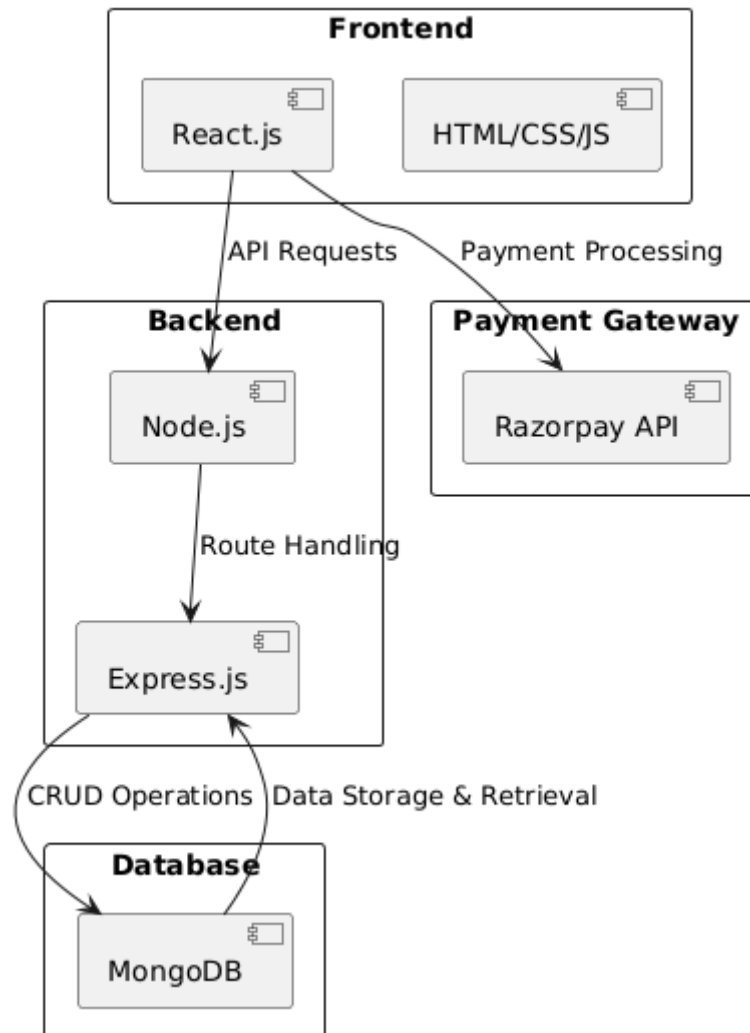 Frontend
React.js
HTML/CSS/JS
API Requests
Payment Processing
Backend
Payment Gateway
Node.js
Razorpay API
Route Handling
Express.js
CRUD Operations
Data Storage & Retrieval
Database
MongoDB